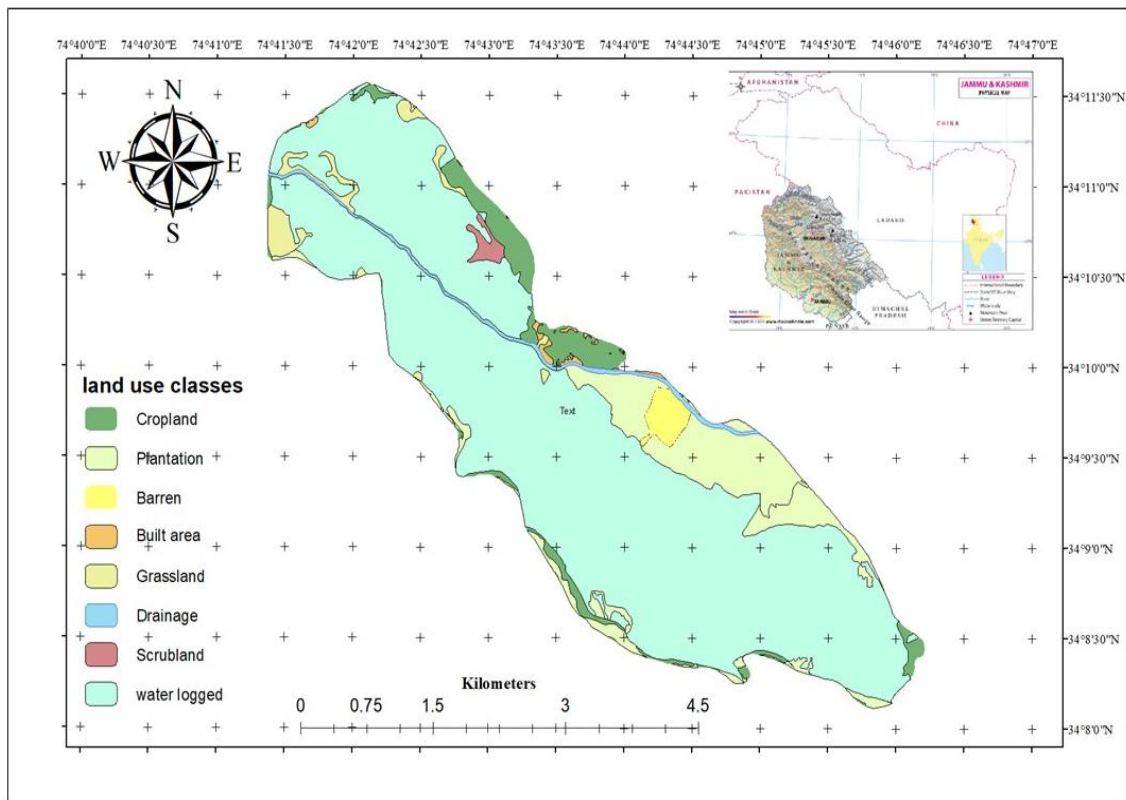 74°40'0"E 74°40'30"E 74°41'0"E 74°41'30"E 74°42'0"E 74°42'30"E 74°43'0"E 74°43'30"E 74°44'0"E 74°44'30"E 74°45'0"E 74°45'30"E 74°46'0"E 74°46'30"E 74°47'0"E
N
W E
S
AFGHANISTAN
JAMMU & KASHMIR
PHYSICAL MAP
CHINA
PAKISTAN
LADAKH
JAMMU
HIMACHAL
PRADESH
PUNJAB
LEGEND
International Boundary
34°11'30"N
34°11'0"N
34°10'30"N
34°10'0"N
34°9'30"N
34°9'0"N
34°8'30"N
34°8'0"N
land use classes
Cropland
Plantation
Barren
Built area
Grassland
Drainage
Scrubland
water logged
Text
Kilometers
0 0.75 1.5 3 4.5